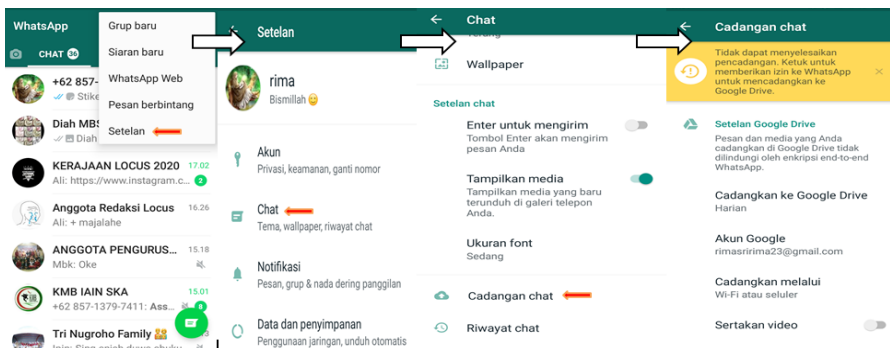 WhatsApp
CHAT 36
+62 857-
Stike
Diah MBS
Diah
KERAJAAN LOCUS 2020 17.02
Ali: https://www.instagram.c... 2
Anggota Redaksi Locus 16.26
Ali: + majalahe
ANGGOTA PENGURUS... 15.18
Mbk: Oke
KMB IAIN SKA 15.01
+62 857-1379-7411: Ass... 8
Tri Nugroho Family
Grup baru
Siaran baru
WhatsApp Web
Pesan berbintang
Setelan
Setelan
rima
Bismillah 😊
Akun
Privasi, keamanan, ganti nomor
Chat
Tema, wallpaper, riwayat chat
Notifikasi
Pesan, grup & nada dering panggilan
Data dan penyimpanan
Penggunaan jaringan, unduh otomatis
Chat
Terang
Wallpaper
Setelan chat
Enter untuk mengirim
Tombol Enter akan mengirim
pesan Anda
Tampilkan media
Tampilkan media yang baru
terunduh di galeri telepon
Anda.
Ukuran font
Sedang
Cadangan chat
Riwayat chat
Cadangan chat
Tidak dapat menyelesaikan
pencadangan. Ketuk untuk
memberikan izin ke WhatsApp
untuk mencadangkan ke
Google Drive.
Setelan Google Drive
Pesan dan media yang Anda
cadangkan di Google Drive tidak
dilindungi oleh enkripsi end-to-end
WhatsApp.
Cadangkan ke Google Drive
Harian
Akun Google
rimasririma23@gmail.com
Cadangkan melalui
Wi-Fi atau seluler
Sertakan video